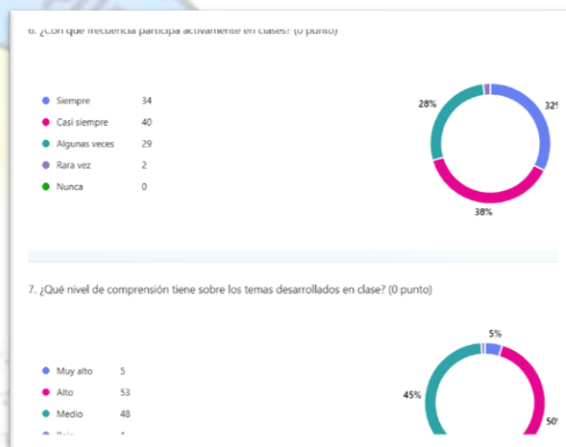 6. ¿Con qué frecuencia participa activamente en clases? (0 punto)
Siempre 34
Casi siempre 40
Algunas veces 29
Rara vez 2
Nunca 0
28%
32%
38%
7. ¿Qué nivel de comprensión tiene sobre los temas desarrollados en clase? (0 punto)
5%
Muy alto 5
Alto 53
Medio 48
45%
50%